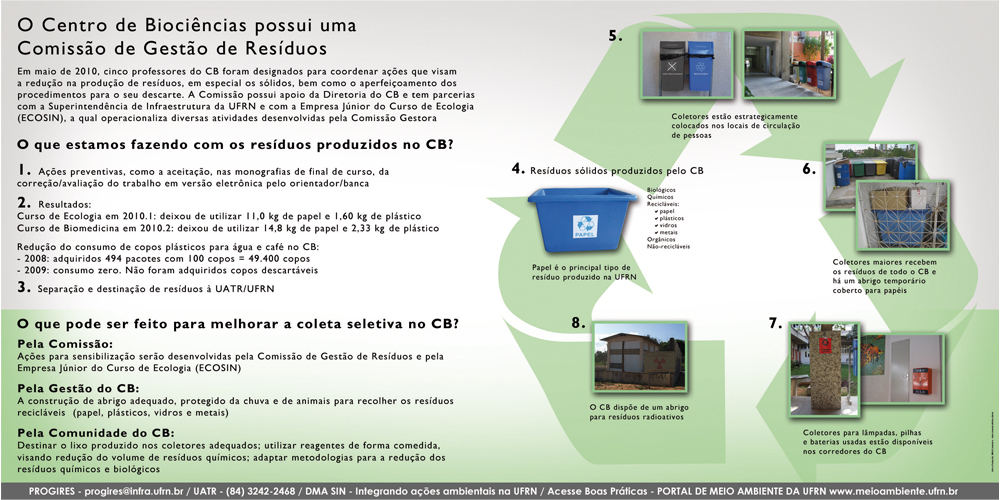 O Centro de Biociências possui uma
Comissão de Gestão de Resíduos
Em maio de 2010, cinco professores do CB foram designados para coordenar ações que visam
a redução na produção de resíduos, em especial os sólidos, bem como o aperfeiçoamento dos
procedimentos para o seu descarte. A Comissão possui apoio da Diretoria do CB e tem parcerias
com a Superintendência de Infraestrutura da UFRN e com a Empresa Júnior do Curso de Ecologia
(ECOSIN), a qual operacionaliza diversas atividades desenvolvidas pela Comissão Gestora
O que estamos fazendo com os resíduos produzidos no CB?
1. Ações preventivas, como a aceitação, nas monografias de final de curso, da
correção/avaliação do trabalho em versão eletrônica pelo orientador/banca
2. Resultados:
Curso de Ecologia em 2010.1: deixou de utilizar 11,0 kg de papel e 1,60 kg de plástico
Curso de Biomedicina em 2010.2: deixou de utilizar 14,8 kg de papel e 2,33 kg de plástico
Redução do consumo de copos plásticos para água e café no CB:
- 2008: adquiridos 494 pacotes com 100 copos = 49.400 copos
- 2009: consumo zero. Não foram adquiridos copos descartáveis
3. Separação e destinação de resíduos à UATR/UFRN
O que pode ser feito para melhorar a coleta seletiva no CB?
Pela Comissão:
Ações para sensibilização serão desenvolvidas pela Comissão de Gestão de Resíduos e pela
Empresa Júnior do Curso de Ecologia (ECOSIN)
Pela Gestão do CB:
A construção de abrigo adequado, protegido da chuva e de animais para recolher os resíduos
recicláveis (papel, plásticos, vidros e metais)
Pela Comunidade do CB:
Destinar o lixo produzido nos coletores adequados; utilizar reagentes de forma comedida,
visando redução do volume de resíduos químicos; adaptar metodologias para a redução dos
resíduos químicos e biológicos
4. Resíduos sólidos produzidos pelo CB
PAPEL
Biológicos
Químicos
Recicláveis:
✓ papel
✓ plásticos
✓ vidros
✓ metais
Orgânicos
Não-recicláveis
Papel é o principal tipo de
resíduo produzido na UFRN
5.
Coletores estão estrategicamente
colocados nos locais de circulação
de pessoas
6.
Coletores maiores recebem
os resíduos de todo o CB e
há um abrigo temporário
coberto para papéis
7.
Coletores para lâmpadas, pilhas
e baterias usadas estão disponíveis
nos corredores do CB
8.
O CB dispõe de um abrigo
para resíduos radioativos
PROGIRES - progires@infra.ufrn.br / UATR - (84) 3242-2468 / DMA SIN - Integrando ações ambientais na UFRN / Acesse Boas Práticas - PORTAL DE MEIO AMBIENTE DA UFRN www.meioambiente.ufrn.br